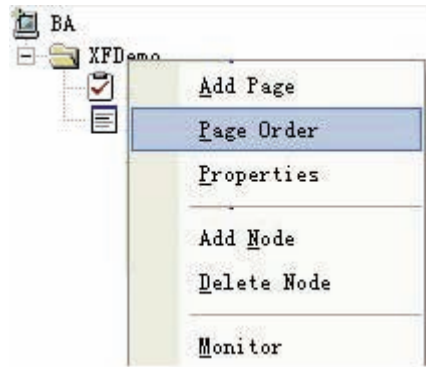 BA
XFDemo
Add Page
Page Order
Properties
Add Node
Delete Node
Monitor